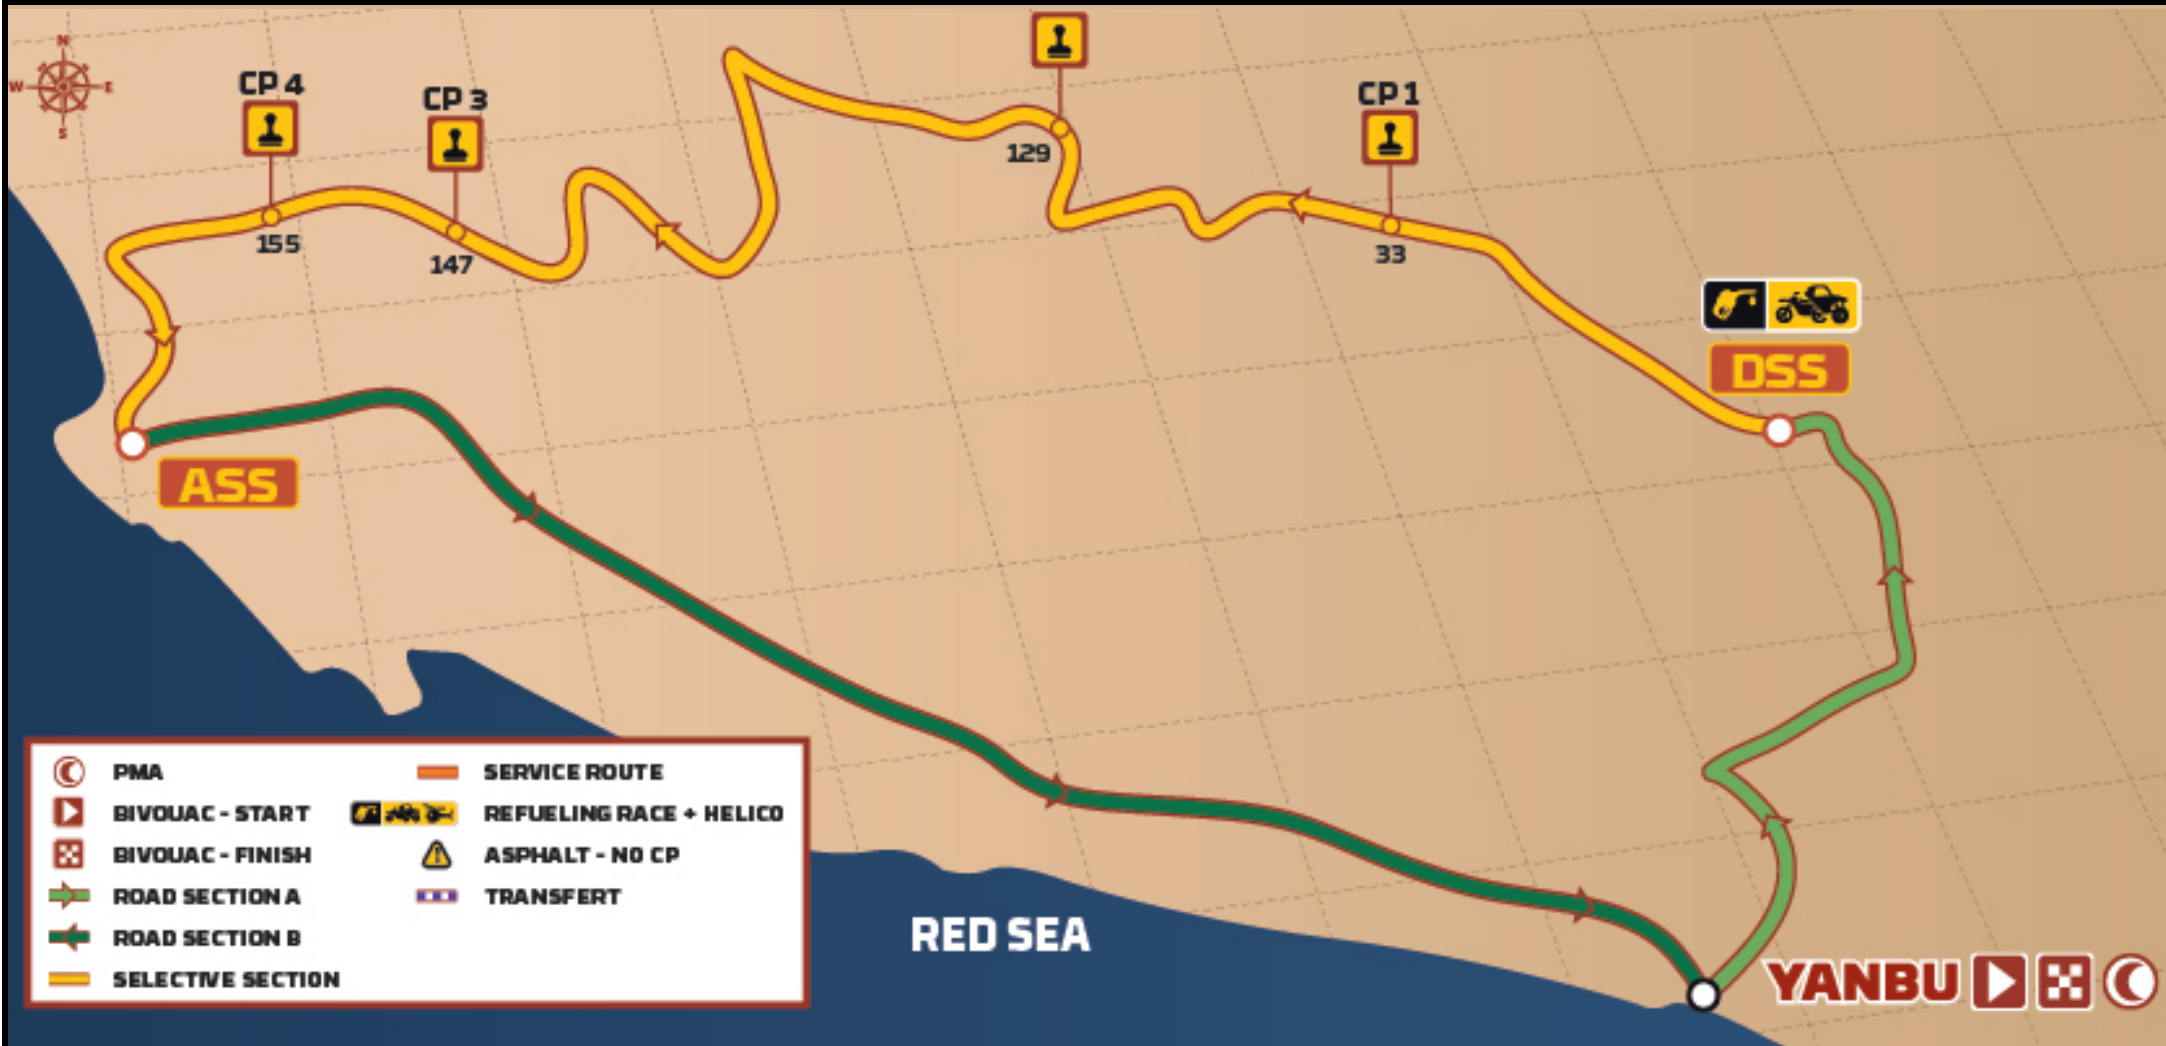 N
W E
S
CP 4
CP 3
CP 1
129
155
147
33
DSS
ASS
PMA
BIVOUAC - START
BIVOUAC - FINISH
ROAD SECTION A
ROAD SECTION B
SELECTIVE SECTION
SERVICE ROUTE
REFUELING RACE + HELICO
ASPHALT - NO CP
TRANSFERT
RED SEA
YANBU